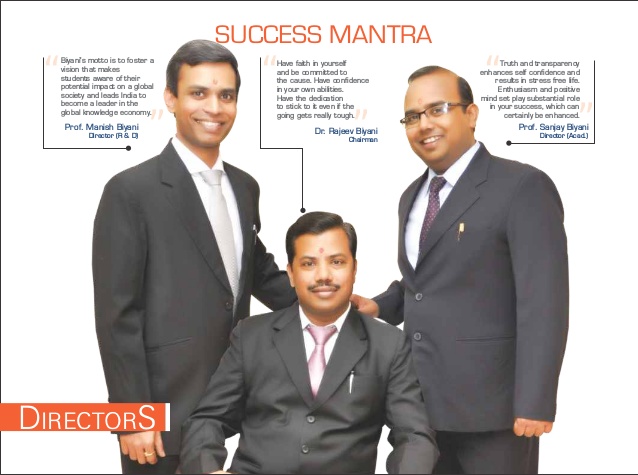 SUCCESS MANTRA
“Biyani's motto is to foster a
vision that makes
students aware of their
potential impact on a global
society and leads India to
become a leader in the
global knowledge economy.”
Prof. Manish Biyani
Director (R & D)
“Have faith in yourself
and be committed to
the cause. Have confidence
in your own abilities.
Have the dedication
to stick to it even if the
going gets really tough.”
Dr. Rajeev Biyani
Chairman
“Truth and transparency
enhances self confidence and
results in stress free life.
Enthusiasm and positive
mind set play substantial role
in your success, which can
certainly be enhanced.”
Prof. Sanjay Biyani
Director (Acad.)
DIRECTORS